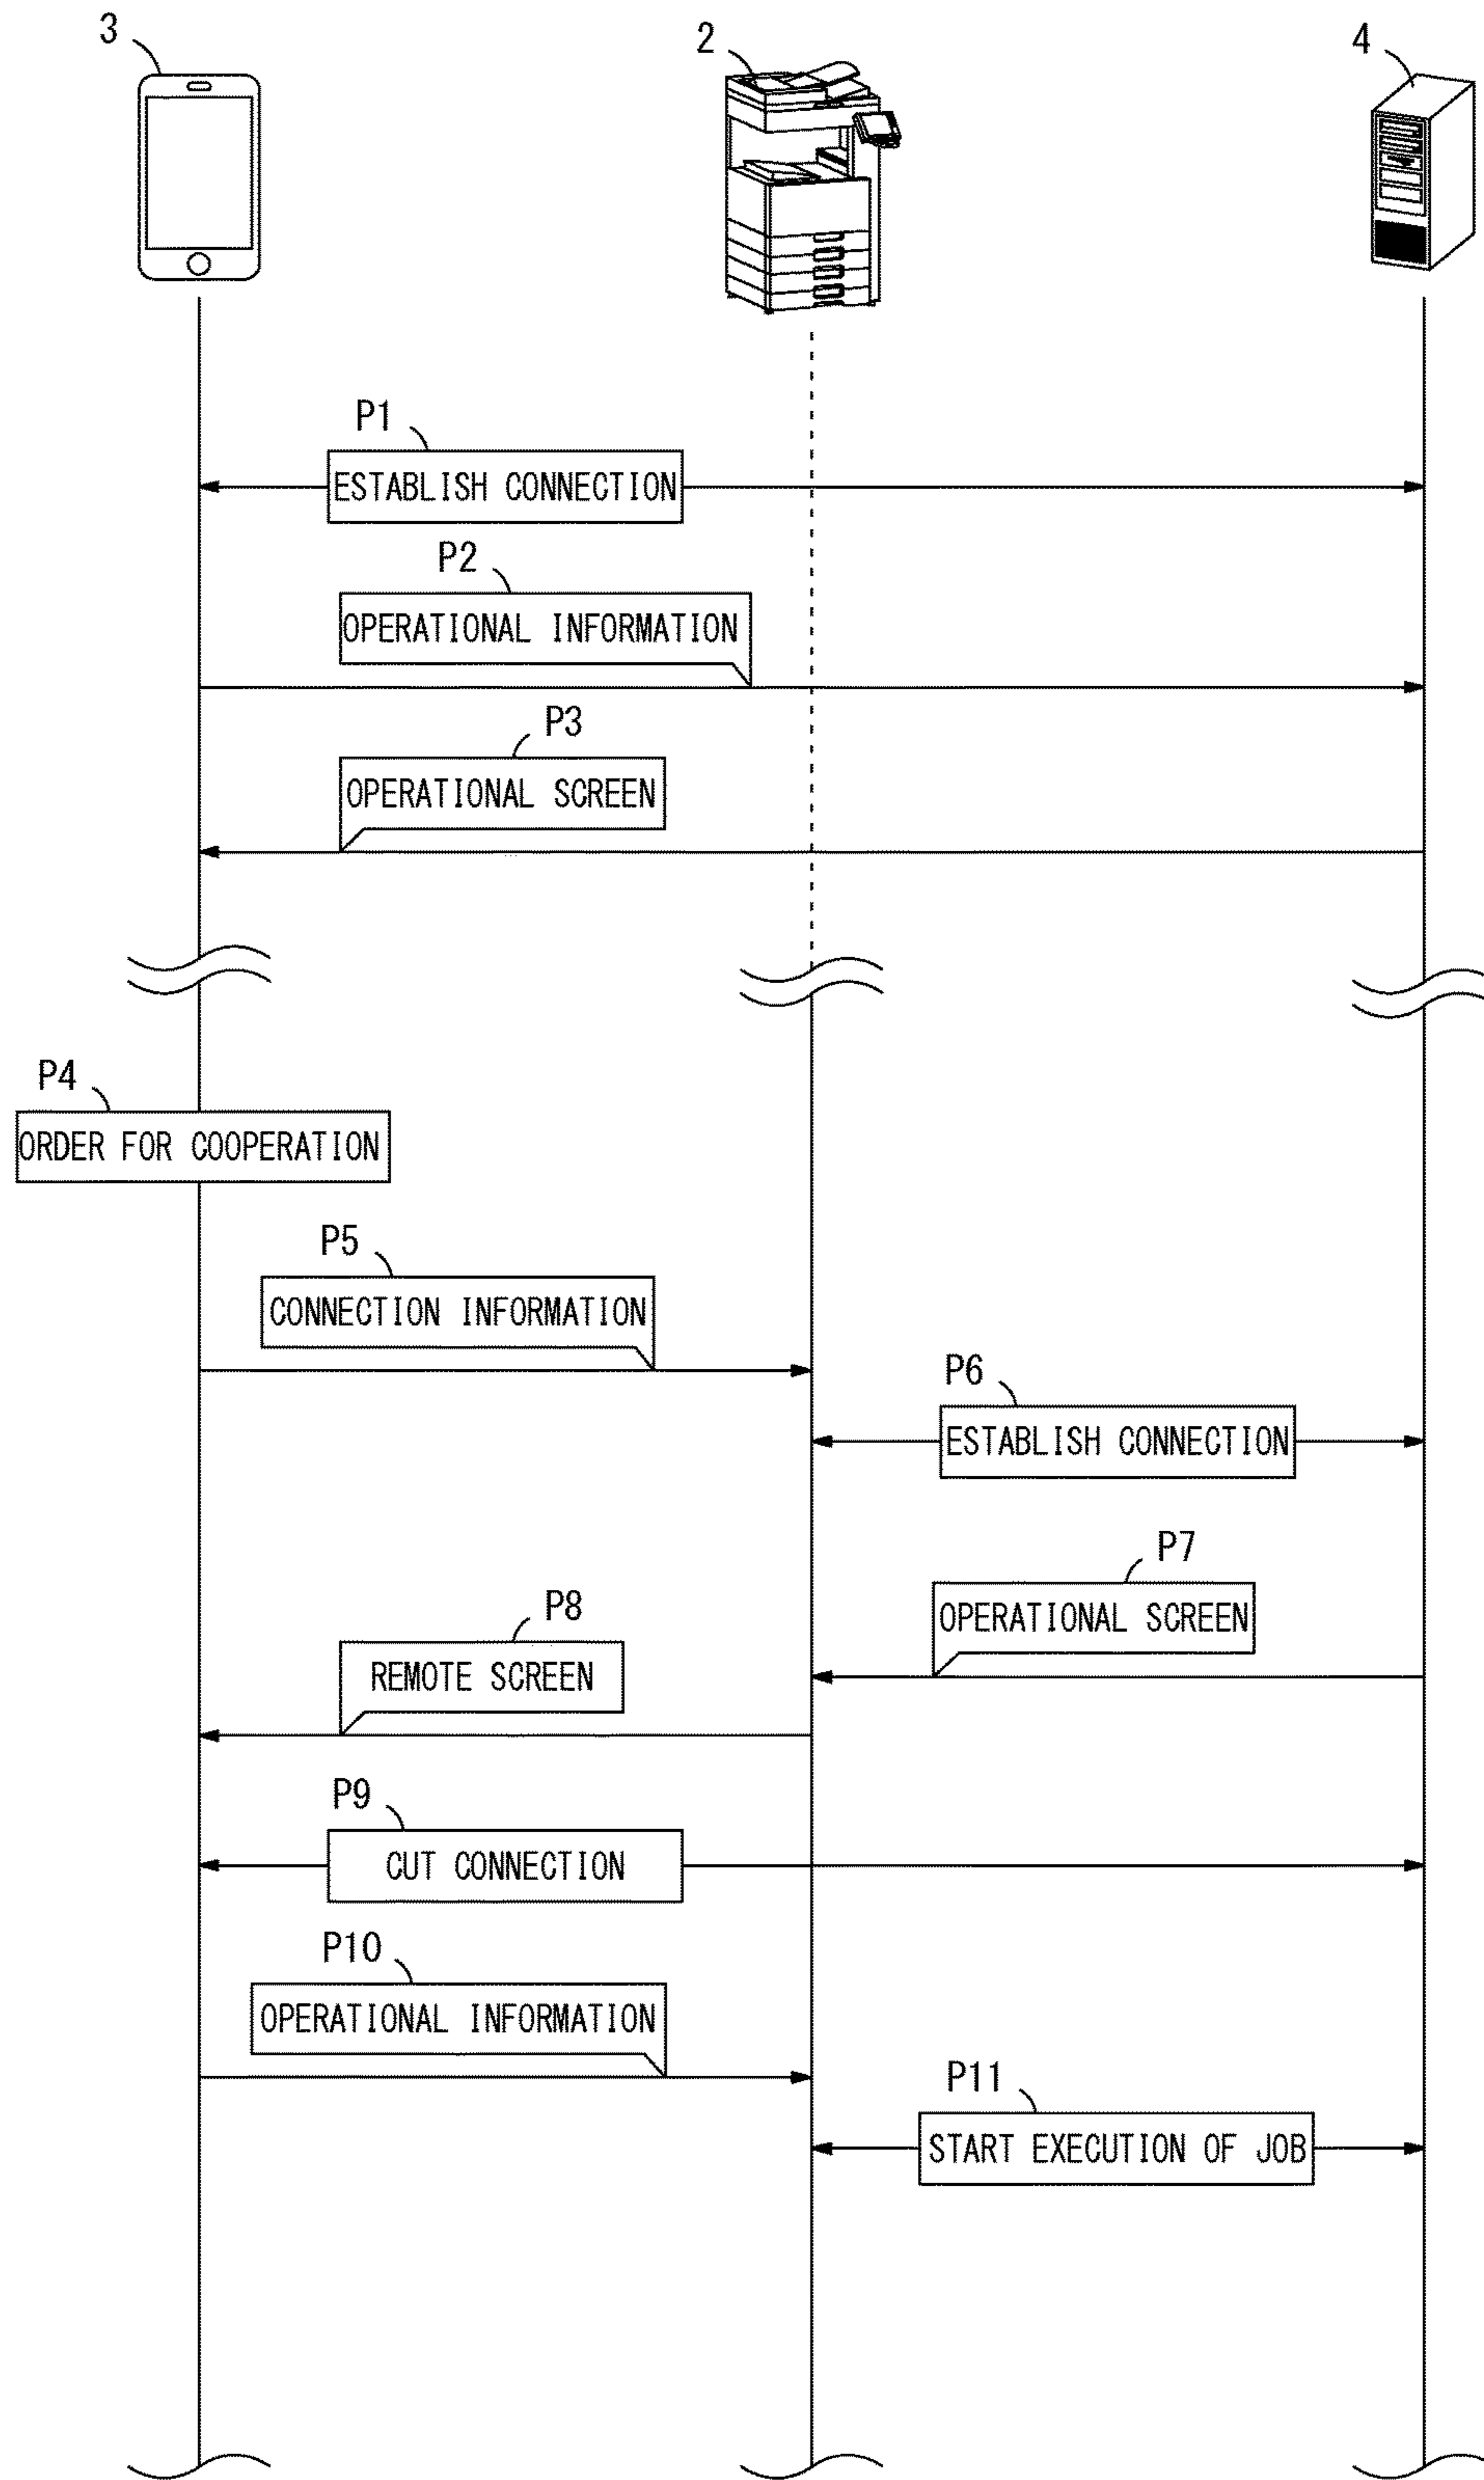 3
2
4
P1
ESTABLISH CONNECTION
P2
OPERATIONAL INFORMATION
P3
OPERATIONAL SCREEN
P4
ORDER FOR COOPERATION
P5
CONNECTION INFORMATION
P6
ESTABLISH CONNECTION
P7
OPERATIONAL SCREEN
P8
REMOTE SCREEN
P9
CUT CONNECTION
P10
OPERATIONAL INFORMATION
P11
START EXECUTION OF JOB